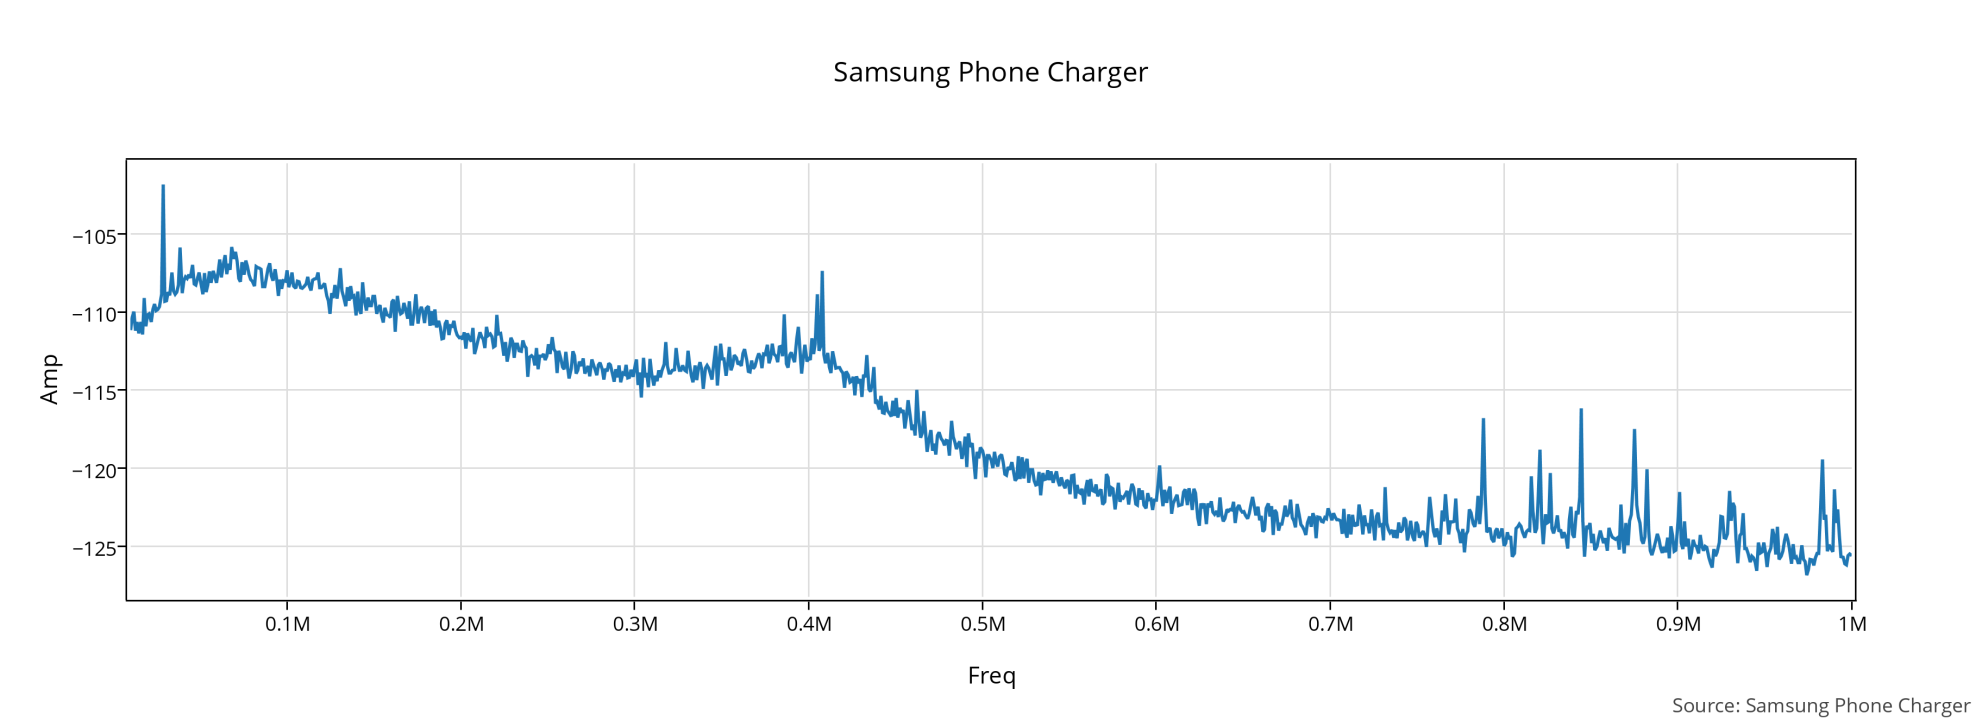 Samsung Phone Charger
Amp
−105
−110
−115
−120
−125
0.1M 0.2M 0.3M 0.4M 0.5M 0.6M 0.7M 0.8M 0.9M 1M
Freq
Source: Samsung Phone Charger